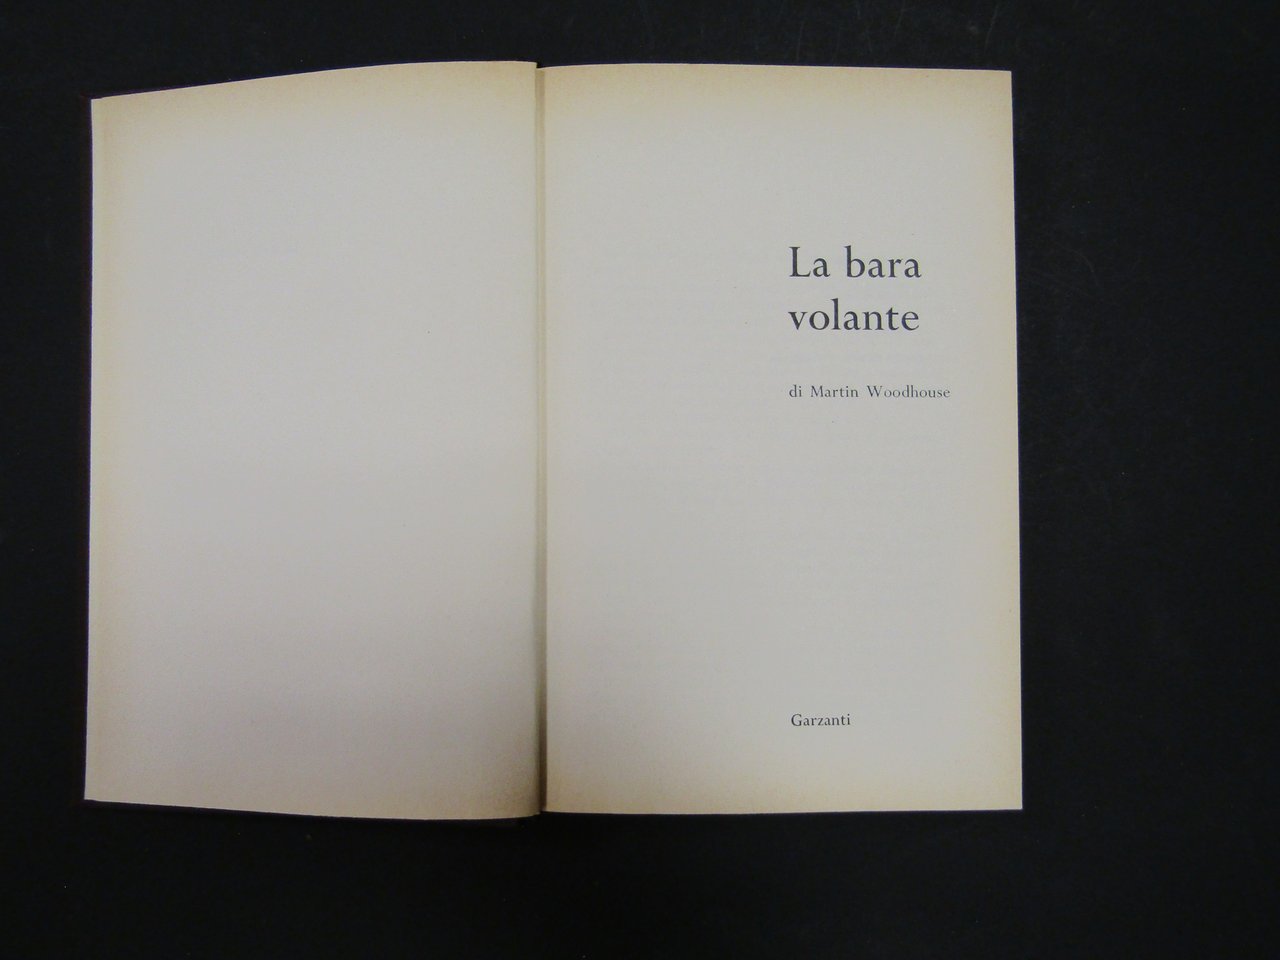 La bara
volante
di Martin Woodhouse
Garzanti